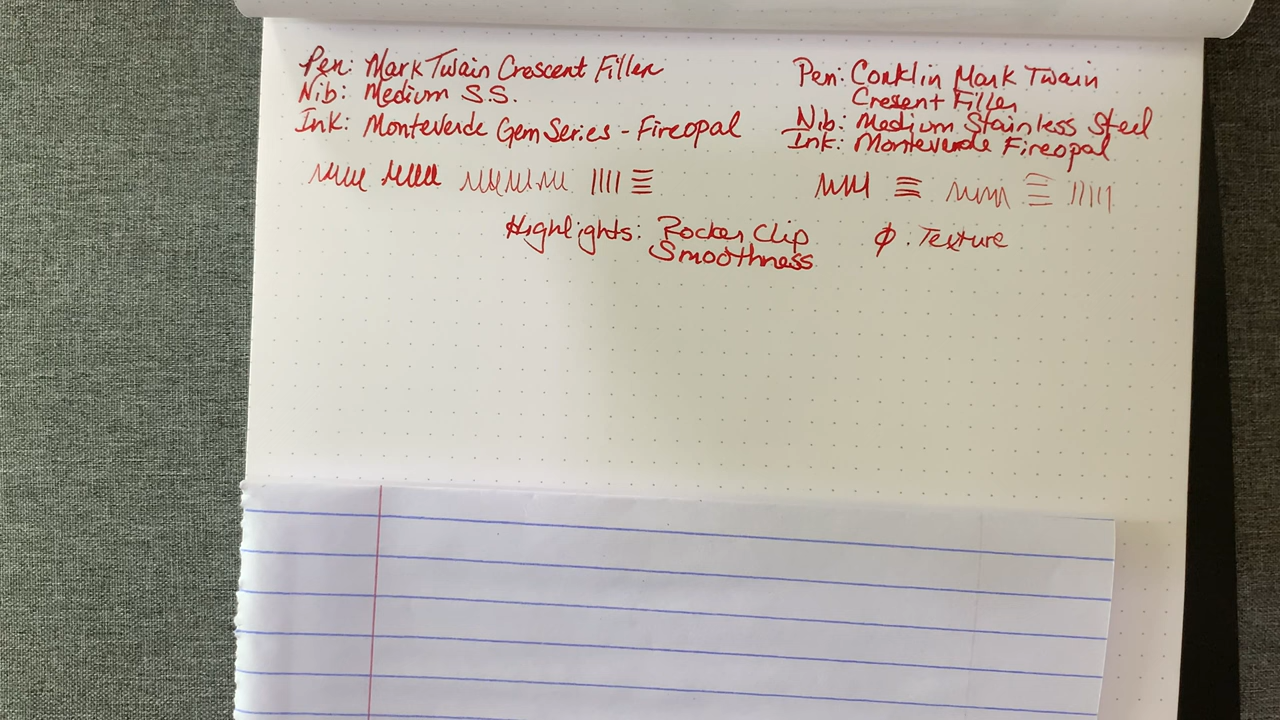 Pen: Mark Twain Crescent Filler
Nib: Medium S.S.
Ink: Monteverde Gem Series - Fireopal
Pen: Conklin Mark Twain
Cresent Filler
Nib: Medium Stainless Steel
Ink: Monteverde Fireopal
Highlights: Rocker Clip
Smoothness
φ: Texture